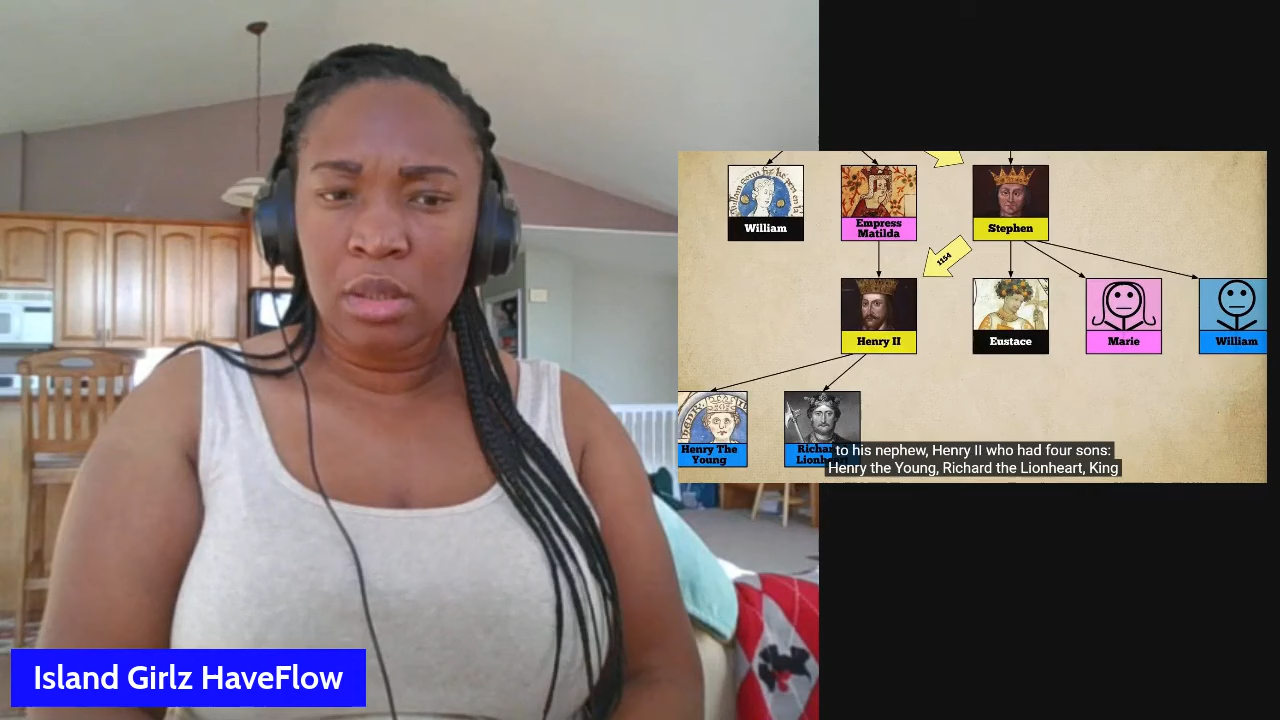 William
Empress
Matilda
Stephen
1154
Henry II
Eustace
Marie
William
Henry The
Young
to his nephew, Henry II who had four sons:
Henry the Young, Richard the Lionheart, King
Island Girlz HaveFlow